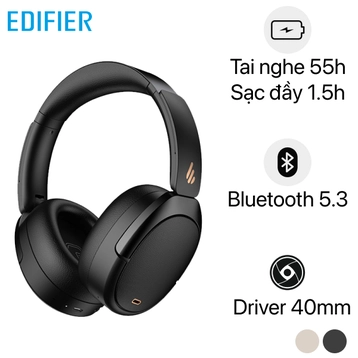 EDIFIER
Tai nghe 55h
Sạc đầy 1.5h
Bluetooth 5.3
Driver 40mm